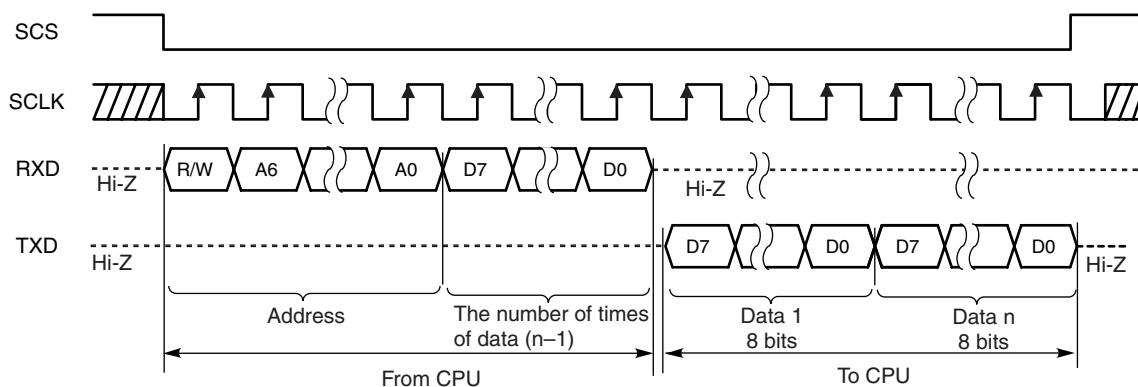 SCS
SCLK
RXD
Hi-Z
R/W
A6
A0
D7
D0
Hi-Z
TXD
Hi-Z
D7
D0
D7
D0
Hi-Z
Address
The number of times
of data (n–1)
Data 1
8 bits
Data n
8 bits
From CPU
To CPU